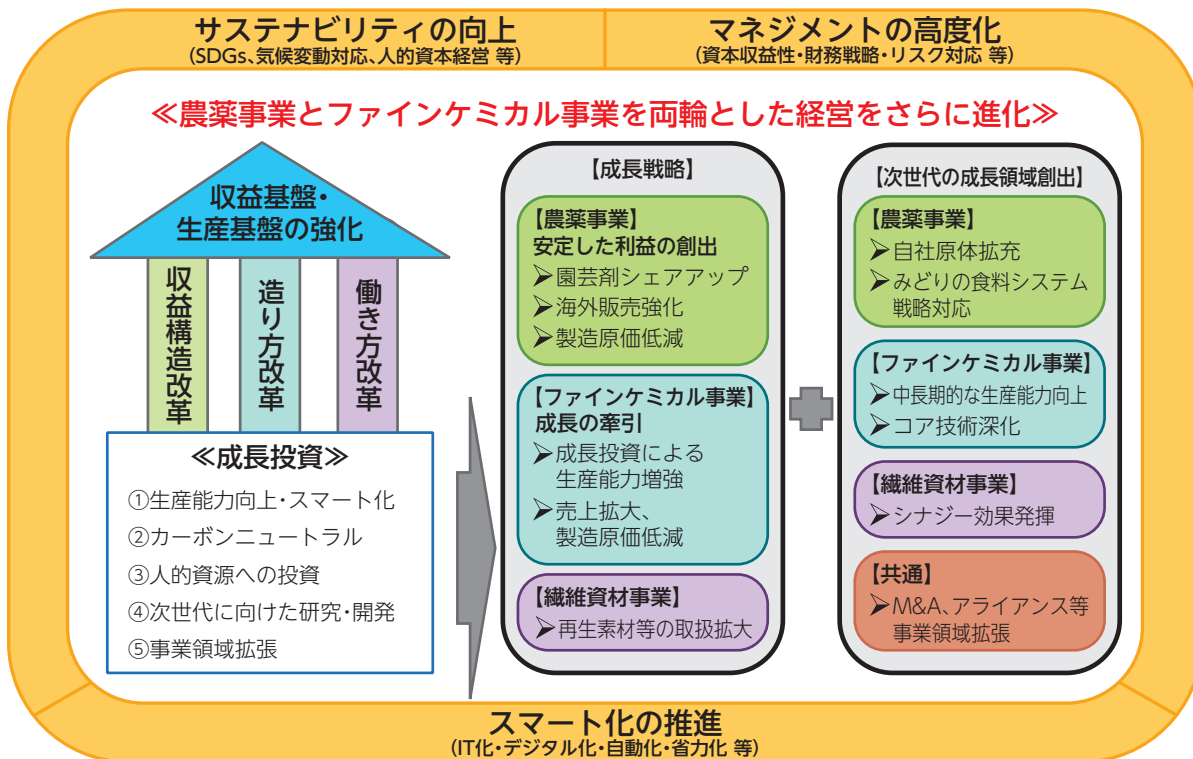 サステナビリティの向上
(SDGs、気候変動対応、人的資本経営 等)
マネジメントの高度化
(資本収益性・財務戦略・リスク対応 等)
≪農薬事業とファインケミカル事業を両輪とした経営をさらに進化≫
収益基盤・
生産基盤の強化
収益構造改革
造り方改革
働き方改革
≪成長投資≫
①生産能力向上・スマート化
②カーボンニュートラル
③人的資源への投資
④次世代に向けた研究・開発
⑤事業領域拡張
【成長戦略】
【農薬事業】
安定した利益の創出
➢園芸剤シェアアップ
➢海外販売強化
➢製造原価低減
【ファインケミカル事業】
成長の牽引
➢成長投資による
生産能力増強
➢売上拡大、
製造原価低減
【繊維資材事業】
➢再生素材等の取扱拡大
【次世代の成長領域創出】
【農薬事業】
➢自社原体拡充
➢みどりの食料システム
戦略対応
【ファインケミカル事業】
➢中長期的な生産能力向上
➢コア技術深化
【繊維資材事業】
➢シナジー効果発揮
【共通】
➢M&A、アライアンス等
事業領域拡張
スマート化の推進
(IT化・デジタル化・自動化・省力化 等)